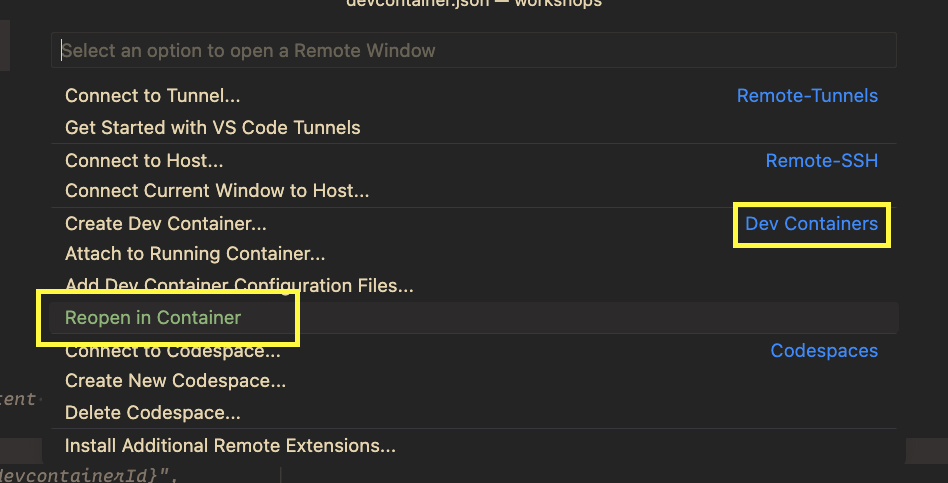 devcontainer.json — workshops
Select an option to open a Remote Window
Connect to Tunnel... Remote-Tunnels
Get Started with VS Code Tunnels
Connect to Host... Remote-SSH
Connect Current Window to Host...
Create Dev Container... Dev Containers
Attach to Running Container...
Add Dev Container Configuration Files...
Reopen in Container
Connect to Codespace... Codespaces
Create New Codespace...
tent
Delete Codespace...
Install Additional Remote Extensions...
devcontainerId}",